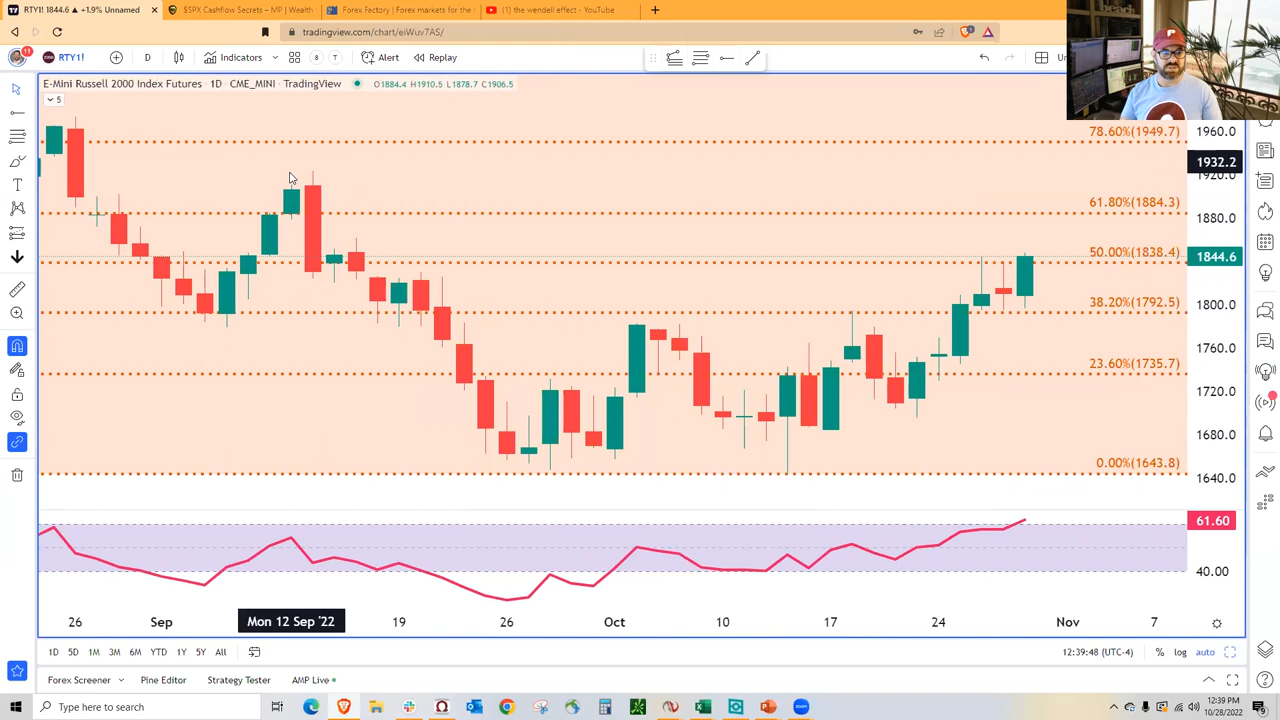 RTY1! 1844.6 ▲ +1.9% Unnamed
$SPX Cashflow Secrets – MP | Wealth
Forex Factory | Forex markets for the
(1) the wendell effect - YouTube
tradingview.com/chart/eiWuv7AS/
11
RTY1!
D
Indicators
8
T
Alert
Replay
E-Mini Russell 2000 Index Futures · 1D · CME_MINI · TradingView
O1884.4 H1910.5 L1878.7 C1906.5
5
78.60%(1949.7)
61.80%(1884.3)
50.00%(1838.4)
38.20%(1792.5)
23.60%(1735.7)
0.00%(1643.8)
1960.0
1932.2
1920.0
1880.0
1844.6
1800.0
1760.0
1720.0
1680.0
1640.0
61.60
40.00
26
Sep
Mon 12 Sep '22
19
26
Oct
10
17
24
Nov
7
1D
5D
1M
3M
6M
YTD
1Y
5Y
All
12:39:48 (UTC-4)
%
log
auto
Forex Screener
Pine Editor
Strategy Tester
AMP Live
Type here to search
12:39 PM
10/28/2022